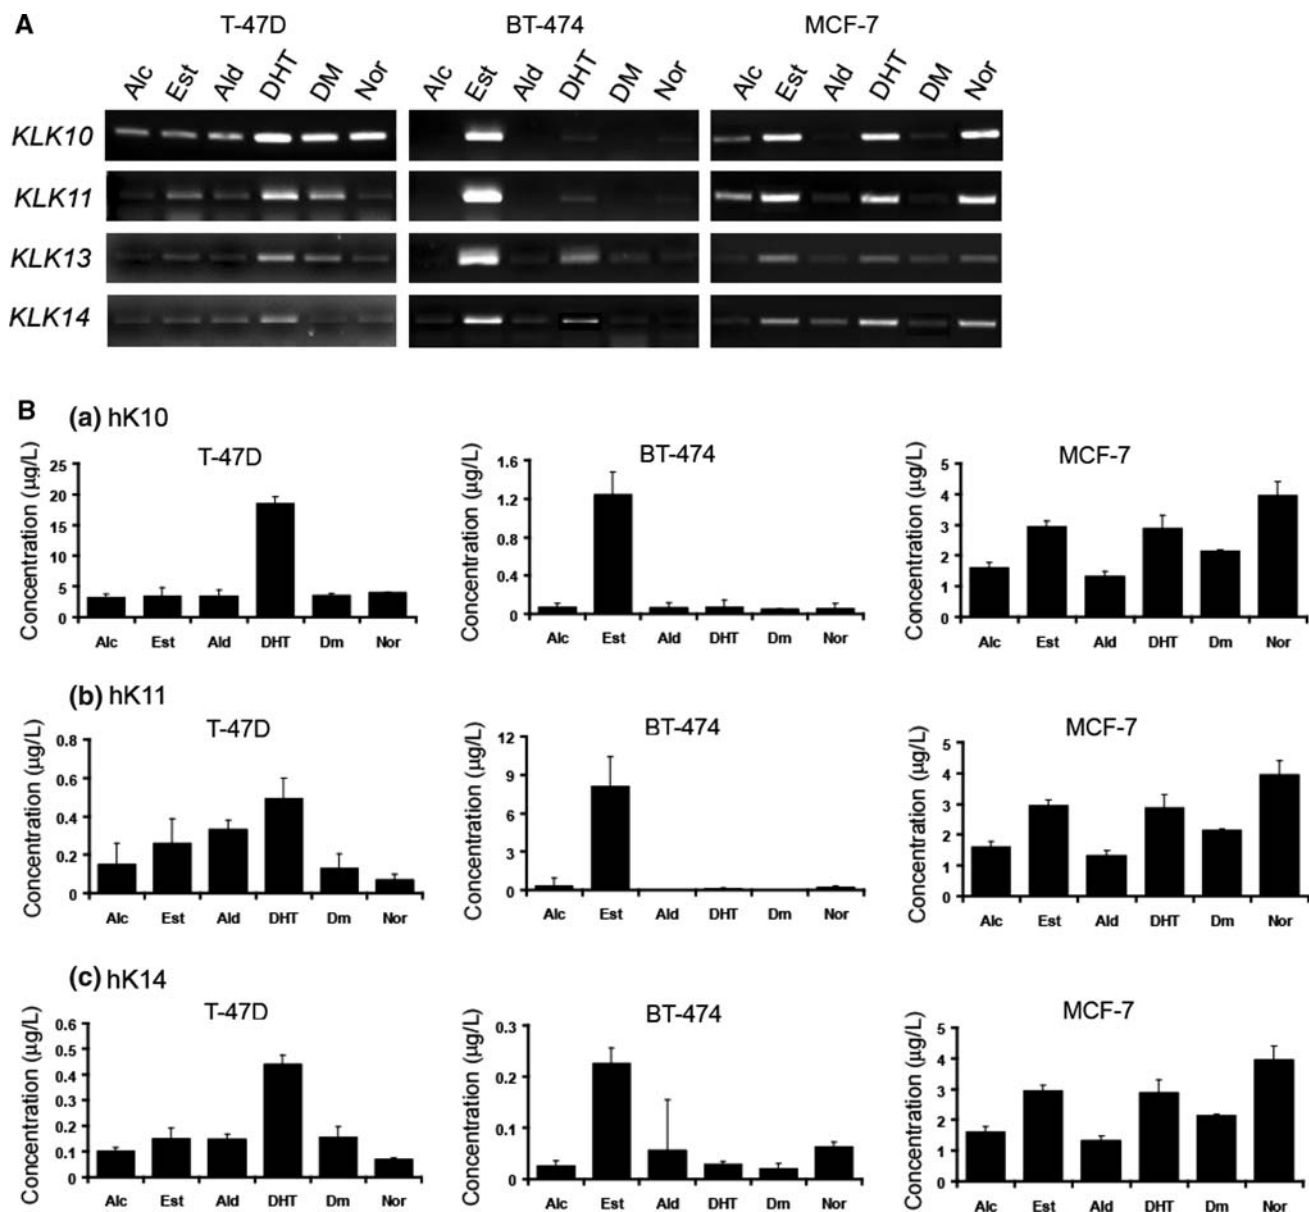 A
T-47D BT-474 MCF-7
Alc Est Ald DHT DM Nor Alc Est Ald DHT DM Nor Alc Est Ald DHT DM Nor
KLK10
KLK11
KLK13
KLK14
B
(a) hK10
T-47D
Concentration (µg/L)
25
20
15
10
5
0
Alc Est Ald DHT Dm Nor
BT-474
Concentration (µg/L)
1.6
1.2
0.8
0.4
0
Alc Est Ald DHT Dm Nor
MCF-7
Concentration (µg/L)
5
4
3
2
1
0
Alc Est Ald DHT Dm Nor
(b) hK11
T-47D
Concentration (µg/L)
0.8
0.6
0.4
0.2
0
Alc Est Ald DHT Dm Nor
BT-474
Concentration (µg/L)
12
9
6
3
0
Alc Est Ald DHT Dm Nor
MCF-7
Concentration (µg/L)
5
4
3
2
1
0
Alc Est Ald DHT Dm Nor
(c) hK14
T-47D
Concentration (µg/L)
0.6
0.5
0.4
0.3
0.2
0.1
0
Alc Est Ald DHT Dm Nor
BT-474
Concentration (µg/L)
0.3
0.2
0.1
0
Alc Est Ald DHT Dm Nor
MCF-7
Concentration (µg/L)
5
4
3
2
1
0
Alc Est Ald DHT Dm Nor